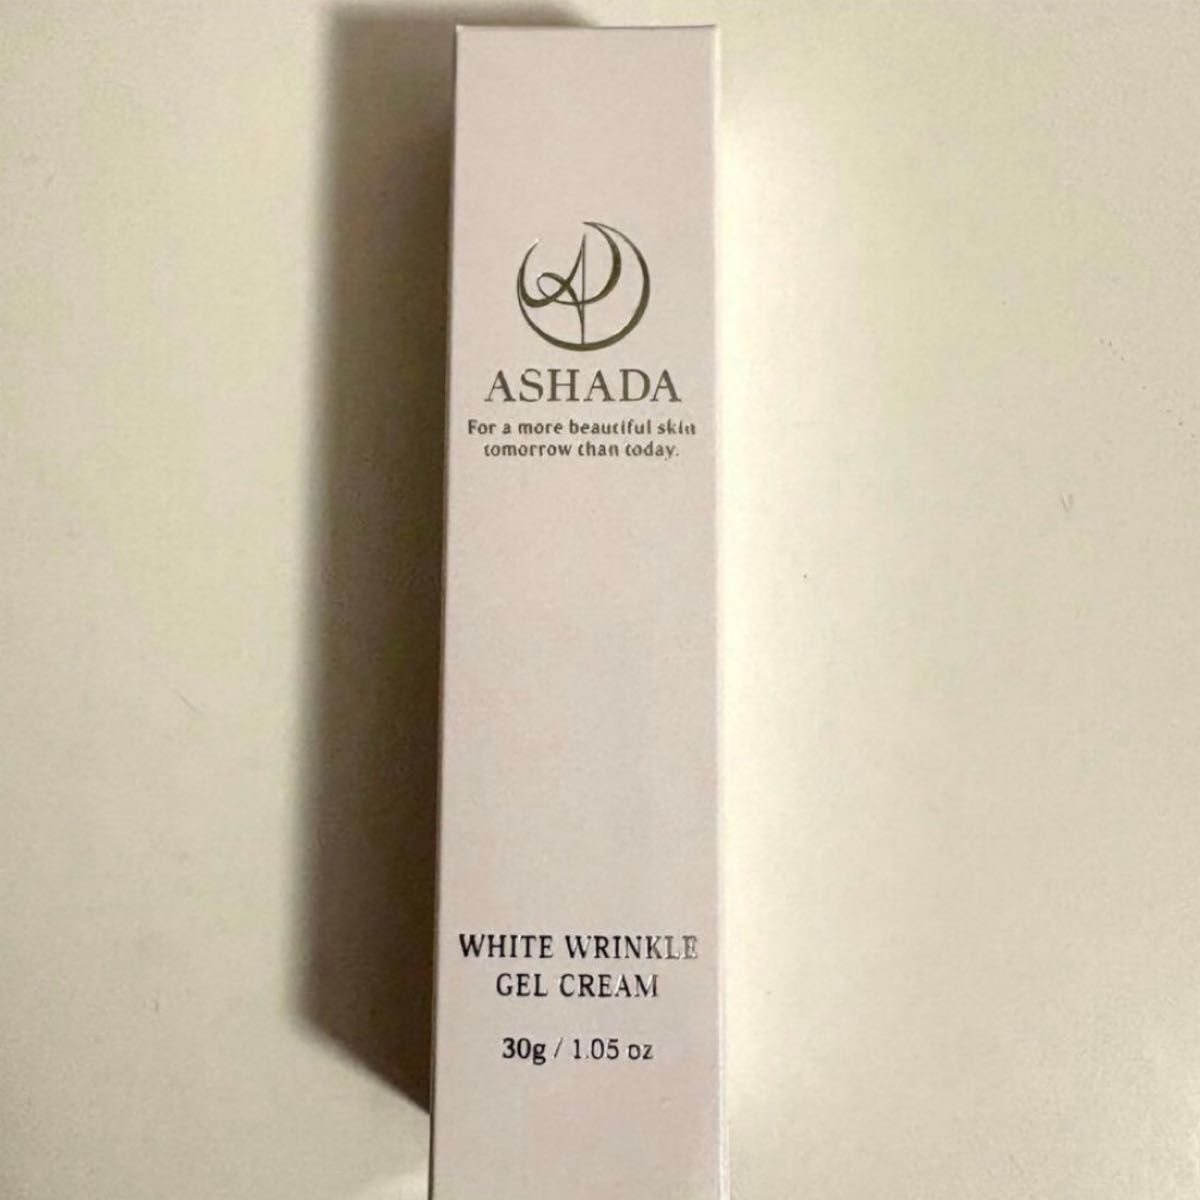 ASHADA
For a more beautiful skin
tomorrow than today.
WHITE WRINKLE
GEL CREAM
30g / 1.05 oz